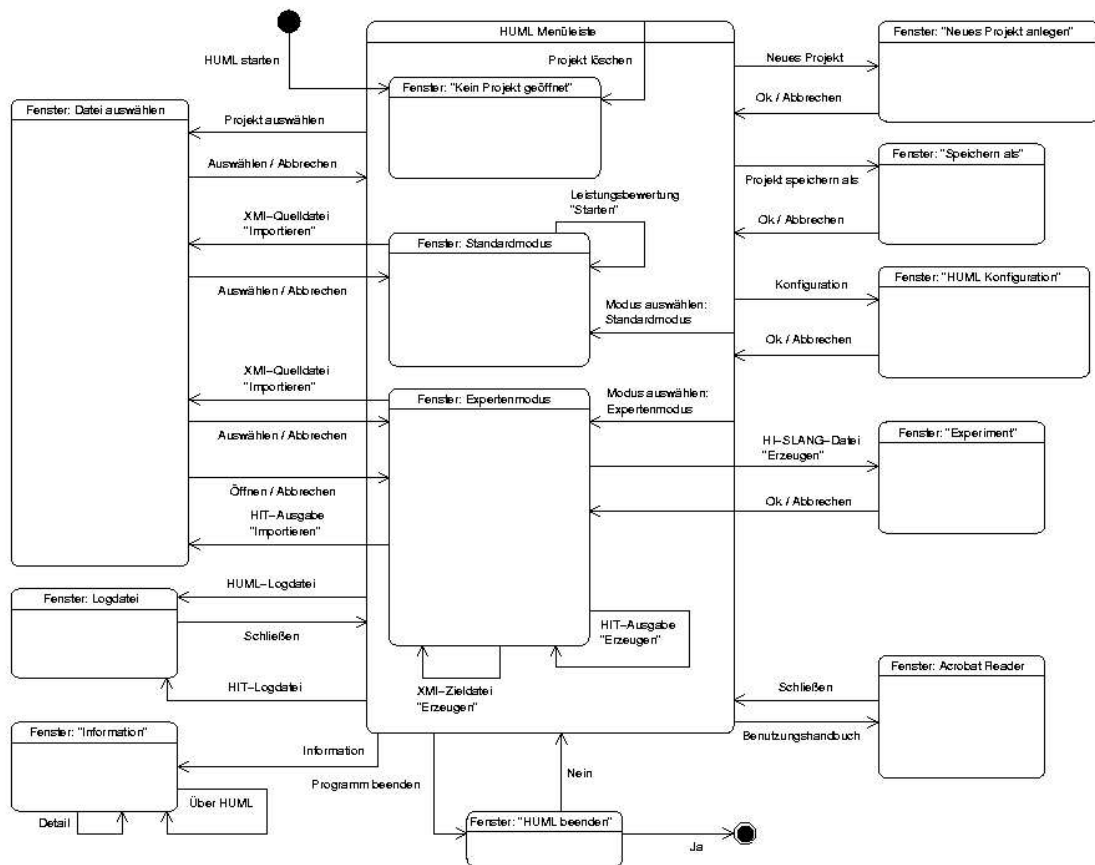 HUML Menüleiste
Fenster: "Neues Projekt anlegen"
HUML starten
Projekt löschen
Neues Projekt
Fenster: "Kein Projekt geöffnet"
Ok / Abbrechen
Fenster: Datei auswählen
Projekt auswählen
Auswählen / Abbrechen
Fenster: "Speichern als"
Projekt speichern als
Leistungsbewertung
"Starten"
XMI-Quelldatei
"Importieren"
Ok / Abbrechen
Fenster: Standardmodus
Fenster: "HUML Konfiguration"
Auswählen / Abbrechen
Konfiguration
Modus auswählen:
Standardmodus
Ok / Abbrechen
XMI-Quelldatei
"Importieren"
Modus auswählen:
Expertenmodus
Fenster: Expertenmodus
Auswählen / Abbrechen
HI-SLANG-Datei
"Erzeugen"
Fenster: "Experiment"
Öffnen / Abbrechen
Ok / Abbrechen
HIT-Ausgabe
"Importieren"
HUML-Logdatei
Fenster: Logdatei
Schließen
HIT-Ausgabe
"Erzeugen"
Fenster: Acrobat Reader
HIT-Logdatei
XMI-Zieldatei
"Erzeugen"
Schließen
Fenster: "Information"
Benutzungshandbuch
Information
Programm beenden
Nein
Über HUML
Detail
Fenster: "HUML beenden"
Ja